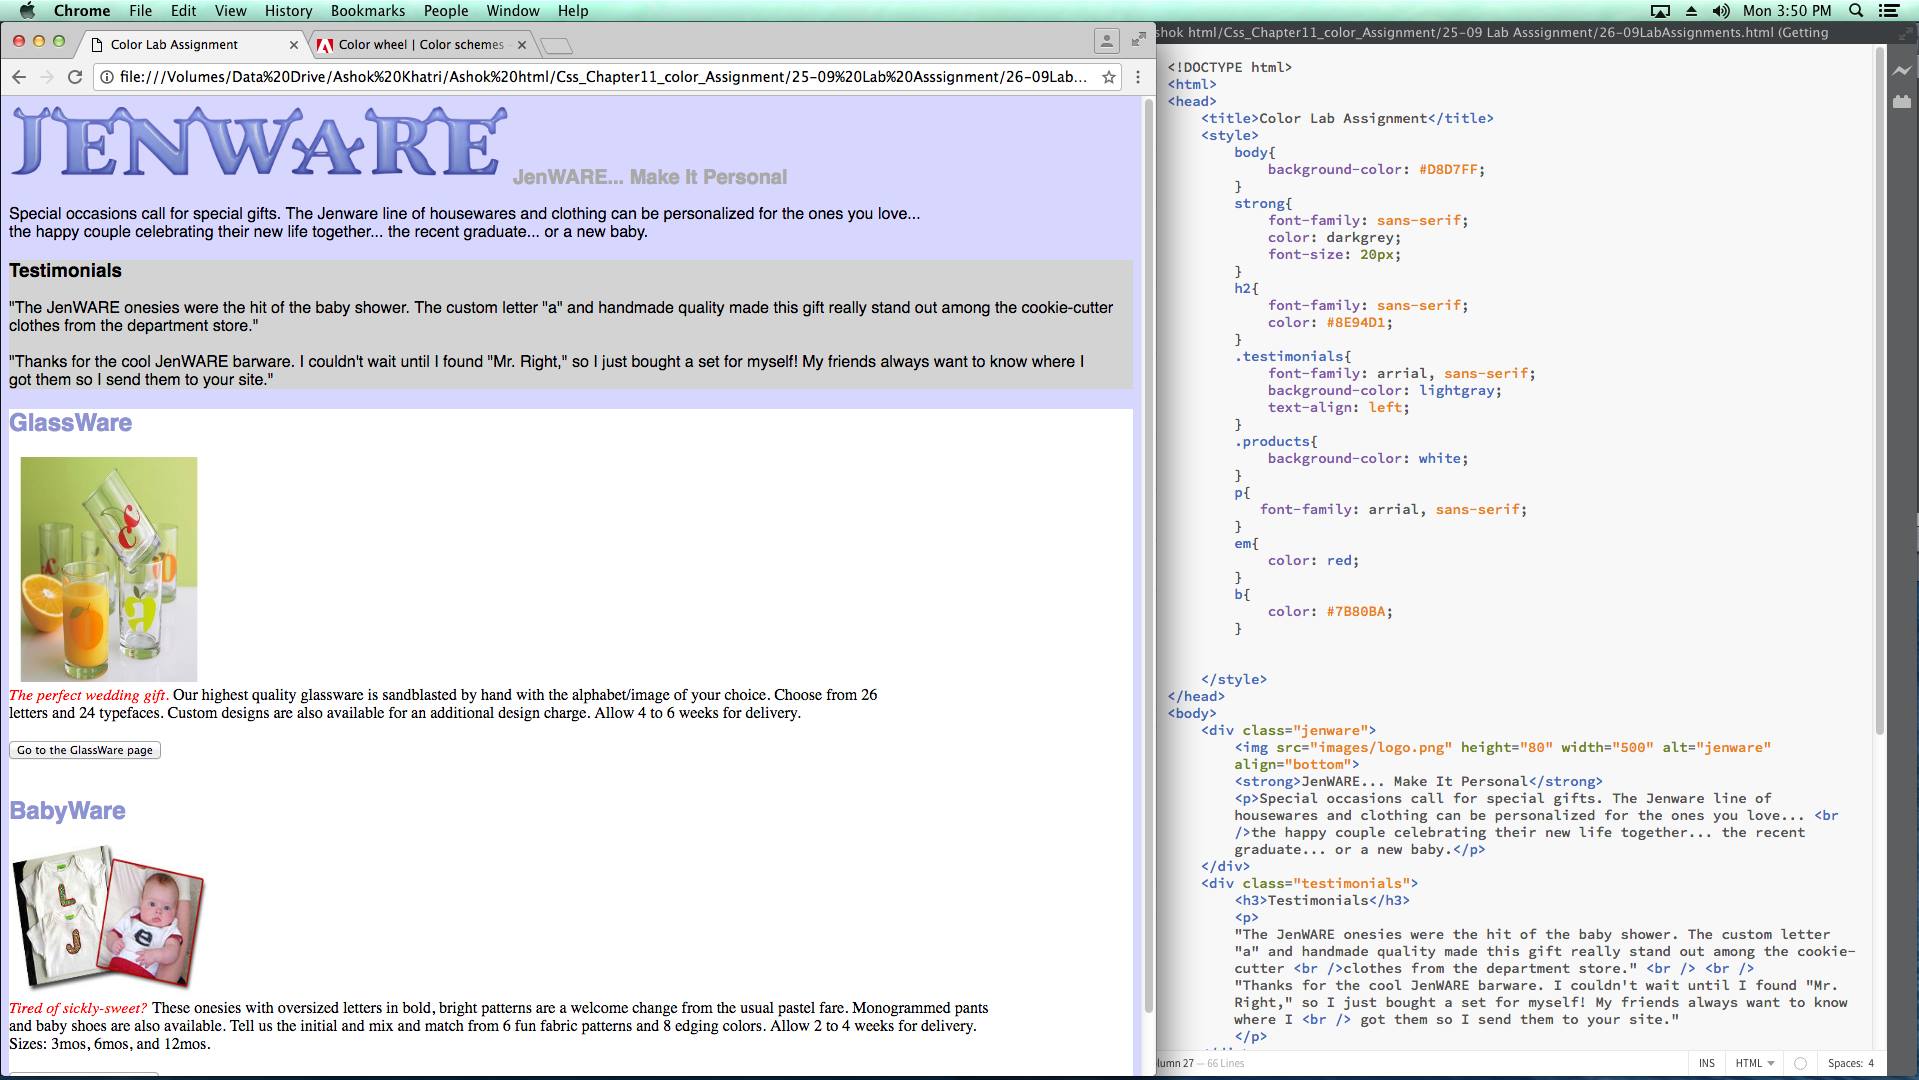 Chrome File Edit View History Bookmarks People Window Help Mon 3:50 PM
Color Lab Assignment
Color wheel | Color schemes -
file:///Volumes/Data%20Drive/Ashok%20Khatri/Ashok%20html/Css_Chapter11_color_Assignment/25-09%20Lab%20Asssignment/26-09Lab...
JENWARE
JenWARE... Make It Personal
Special occasions call for special gifts. The Jenware line of housewares and clothing can be personalized for the ones you love...
the happy couple celebrating their new life together... the recent graduate... or a new baby.
Testimonials
"The JenWARE onesies were the hit of the baby shower. The custom letter "a" and handmade quality made this gift really stand out among the cookie-cutter
clothes from the department store."
"Thanks for the cool JenWARE barware. I couldn't wait until I found "Mr. Right," so I just bought a set for myself! My friends always want to know where I
got them so I send them to your site."
GlassWare
a
The perfect wedding gift. Our highest quality glassware is sandblasted by hand with the alphabet/image of your choice. Choose from 26
letters and 24 typefaces. Custom designs are also available for an additional design charge. Allow 4 to 6 weeks for delivery.
Go to the GlassWare page
BabyWare
L
J
e
Tired of sickly-sweet? These onesies with oversized letters in bold, bright patterns are a welcome change from the usual pastel fare. Monogrammed pants
and baby shoes are also available. Tell us the initial and mix and match from 6 fun fabric patterns and 8 edging colors. Allow 2 to 4 weeks for delivery.
Sizes: 3mos, 6mos, and 12mos.
shok html/Css_Chapter11_color_Assignment/25-09 Lab Asssignment/26-09LabAssignments.html (Getting
<!DOCTYPE html>
<html>
<head>
<title>Color Lab Assignment</title>
<style>
body{
background-color: #D8D7FF;
}
strong{
font-family: sans-serif;
color: darkgrey;
font-size: 20px;
}
h2{
font-family: sans-serif;
color: #8E94D1;
}
.testimonials{
font-family: arrial, sans-serif;
background-color: lightgray;
text-align: left;
}
.products{
background-color: white;
}
p{
font-family: arrial, sans-serif;
}
em{
color: red;
}
b{
color: #7B80BA;
}
</style>
</head>
<body>
<div class="jenware">
<img src="images/logo.png" height="80" width="500" alt="jenware"
align="bottom">
<strong>JenWARE... Make It Personal</strong>
<p>Special occasions call for special gifts. The Jenware line of
housewares and clothing can be personalized for the ones you love... <br
/>the happy couple celebrating their new life together... the recent
graduate... or a new baby.</p>
</div>
<div class="testimonials">
<h3>Testimonials</h3>
<p>
"The JenWARE onesies were the hit of the baby shower. The custom letter
"a" and handmade quality made this gift really stand out among the cookie-
cutter <br />clothes from the department store." <br /> <br />
"Thanks for the cool JenWARE barware. I couldn't wait until I found "Mr.
Right," so I just bought a set for myself! My friends always want to know
where I <br /> got them so I send them to your site."
</p>
lumn 27 — 66 Lines INS HTML Spaces: 4